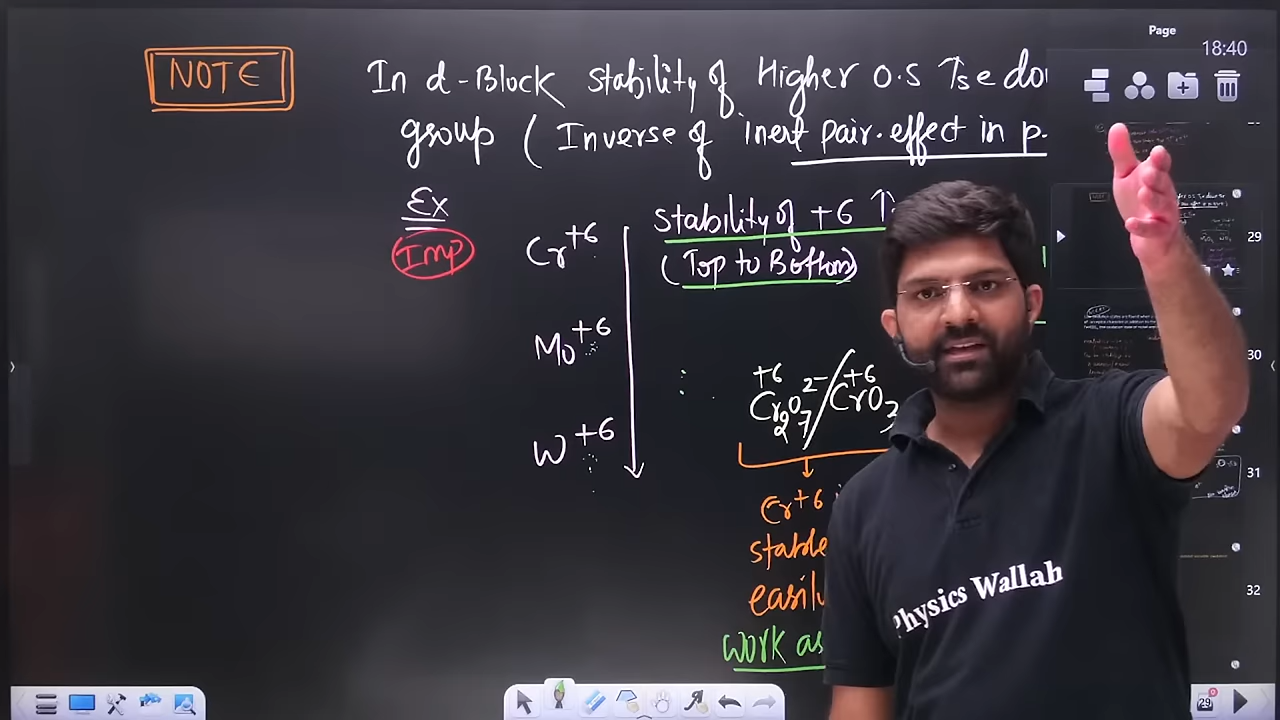 Page
18:40
NOTE
In d-Block stability of Higher O.S ↑se do
group ( Inverse of inert pair effect in p.
Ex
Imp
Cr+6
Mo+6
W+6
stability of +6 ↑
(Top to Bottom)
+6 +6
Cr2O7 2-/CrO3
Cr+6
stable
easily
work as
Physics Wallah
29
30
31
32
29